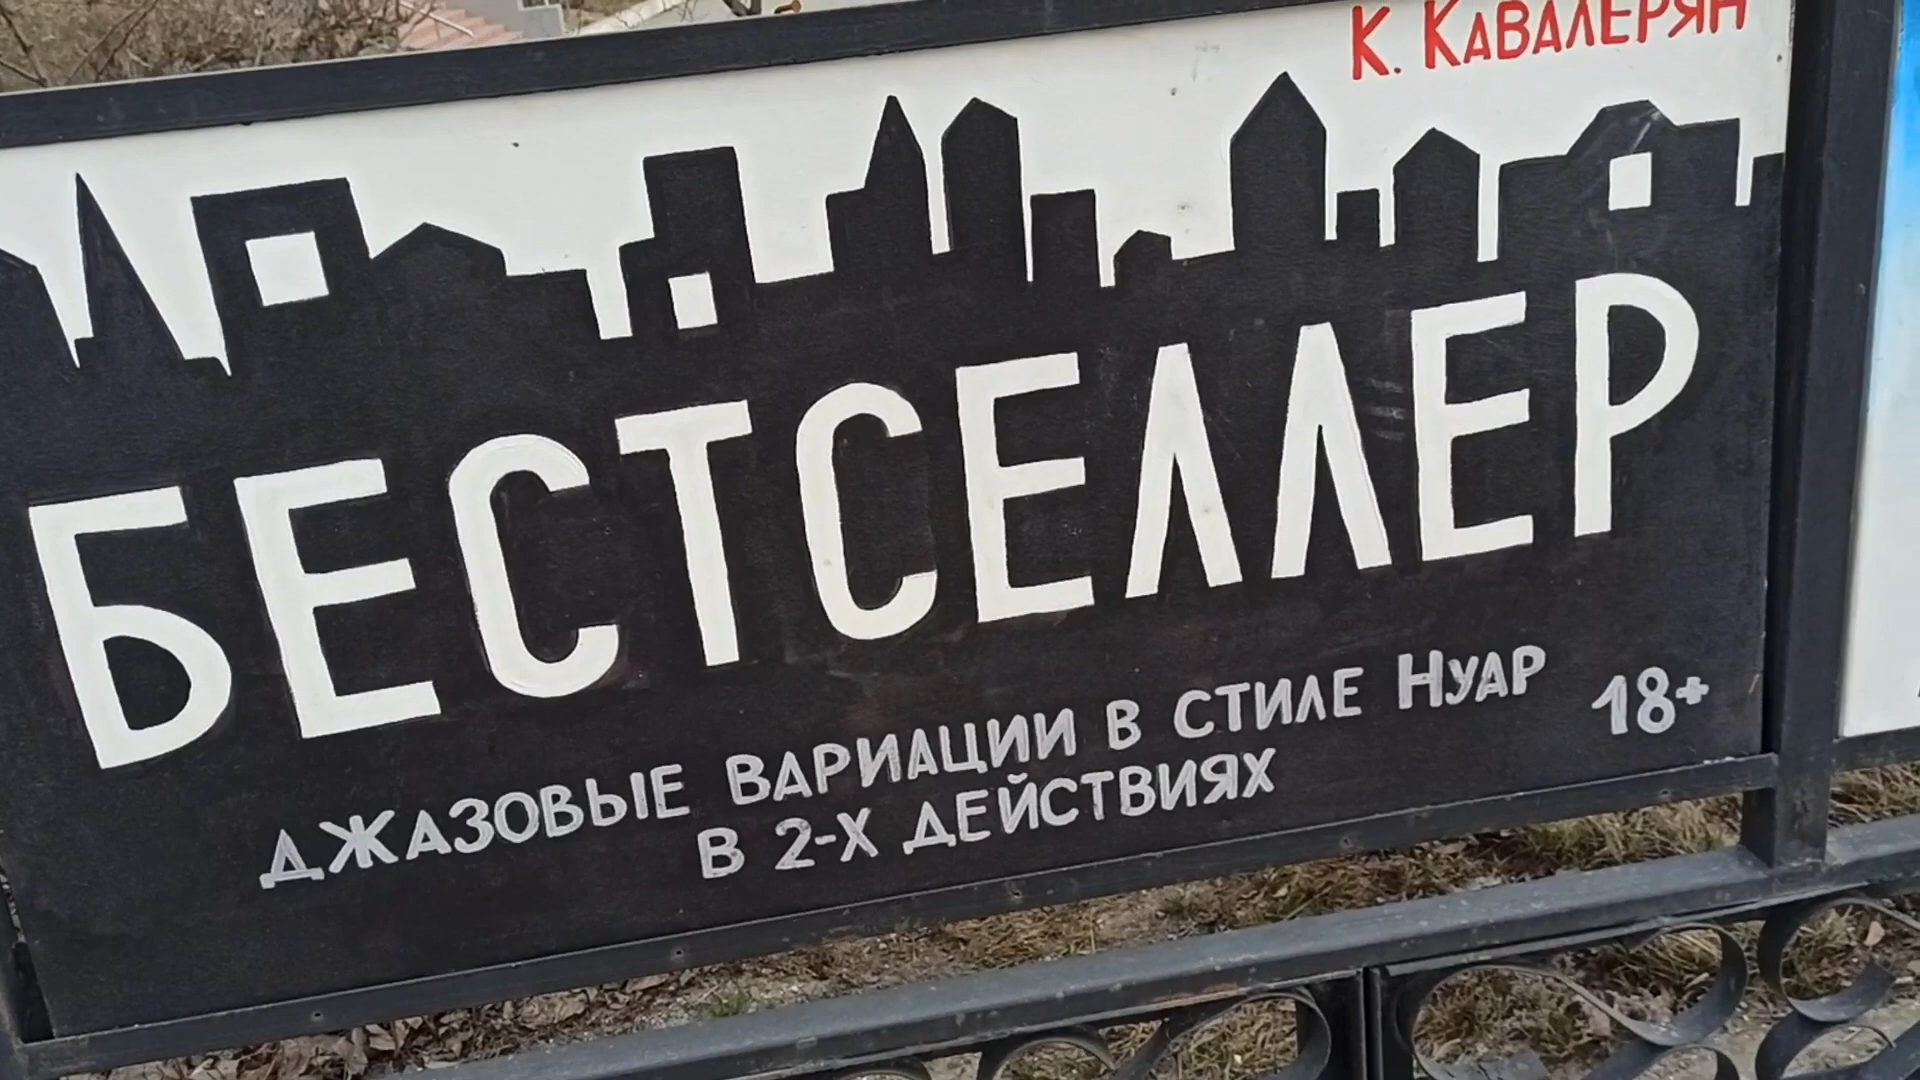 К. Кавалерян
БЕСТСЕЛЛЕР
ДЖАЗОВЫЕ ВАРИАЦИИ В СТИЛЕ НУАР
В 2-Х ДЕЙСТВИЯХ
18+